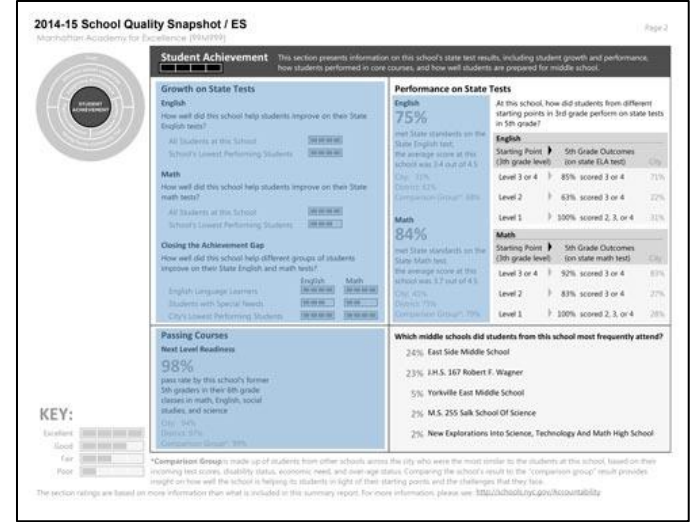 2014-15 School Quality Snapshot / ES
Page 2
Manhattan Academy for Excellence (99M999)
STUDENT ACHIEVEMENT
Student Achievement
This section presents information on this school's state test results, including student growth and performance,
how students performed in core courses, and how well students are prepared for middle school.
Growth on State Tests
English
How well did this school help students improve on their State
English tests?
All Students at this School
School's Lowest Performing Students
Math
How well did this school help students improve on their State
math tests?
All Students at this School
School's Lowest Performing Students
Closing the Achievement Gap
How well did this school help different groups of students
improve on their State English and math tests?
English Math
English Language Learners
Students with Special Needs
City's Lowest Performing Students
Performance on State Tests
English
75%
met State standards on the
State English test;
the average score at this
school was 3.4 out of 4.5
Math
84%
met State standards on the
State Math test;
the average score at this
school was 3.7 out of 4.5
At this school, how did students from different
starting points in 3rd grade perform on state tests
in 5th grade?
English
Starting Point 5th Grade Outcomes
(3th grade level) (on state ELA test) City
Level 3 or 4 85% scored 3 or 4 71%
Level 2 63% scored 3 or 4 22%
Level 1 100% scored 2, 3, or 4 31%
Math
Starting Point 5th Grade Outcomes
(3th grade level) (on state math test) City
Level 3 or 4 92% scored 3 or 4 83%
Level 2 83% scored 3 or 4 27%
Level 1 100% scored 2, 3, or 4 28%
Passing Courses
Next Level Readiness
98%
pass rate by this school's former
5th graders in their 6th grade
classes in math, English, social
studies, and science
City: 94%
District: 97%
Comparison Group*: 99%
Which middle schools did students from this school most frequently attend?
24% East Side Middle School
23% J.H.S. 167 Robert F. Wagner
5% Yorkville East Middle School
2% M.S. 255 Salk School Of Science
2% New Explorations Into Science, Technology And Math High School
KEY:
Excellent
Good
Fair
Poor
*Comparison Group is made up of students from other schools across the city who were the most similar to the students at this school, based on their
incoming test scores, disability status, economic need, and over-age status. Comparing the school's result to the "comparison group" result provides
insight on how well the school is helping its students in light of their starting points and the challenges that they face.
The section ratings are based on more information than what is included in this summary report. For more information, please see: http://schools.nyc.gov/Accountability